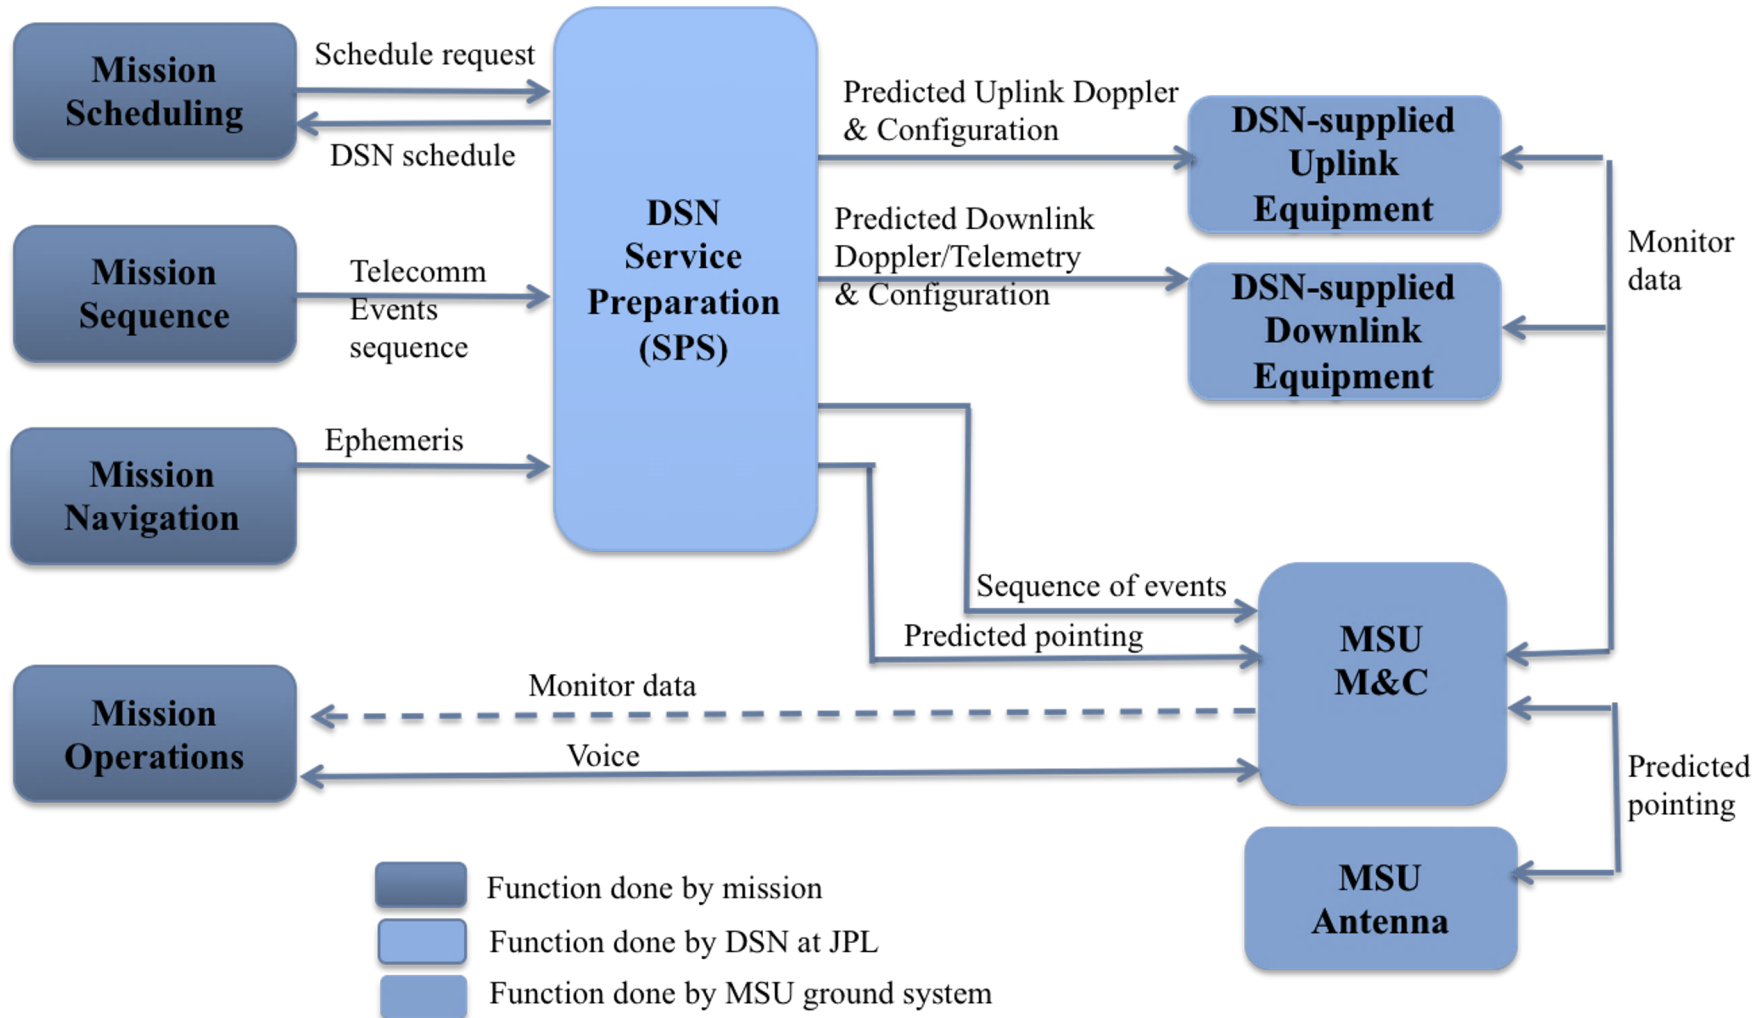 Mission
Scheduling
Schedule request
DSN schedule
Mission
Sequence
Telecomm
Events
sequence
Mission
Navigation
Ephemeris
DSN
Service
Preparation
(SPS)
Predicted Uplink Doppler
& Configuration
DSN-supplied
Uplink
Equipment
Predicted Downlink
Doppler/Telemetry
& Configuration
DSN-supplied
Downlink
Equipment
Monitor
data
Sequence of events
Predicted pointing
MSU
M&C
Mission
Operations
Monitor data
Voice
Predicted
pointing
MSU
Antenna
Function done by mission
Function done by DSN at JPL
Function done by MSU ground system